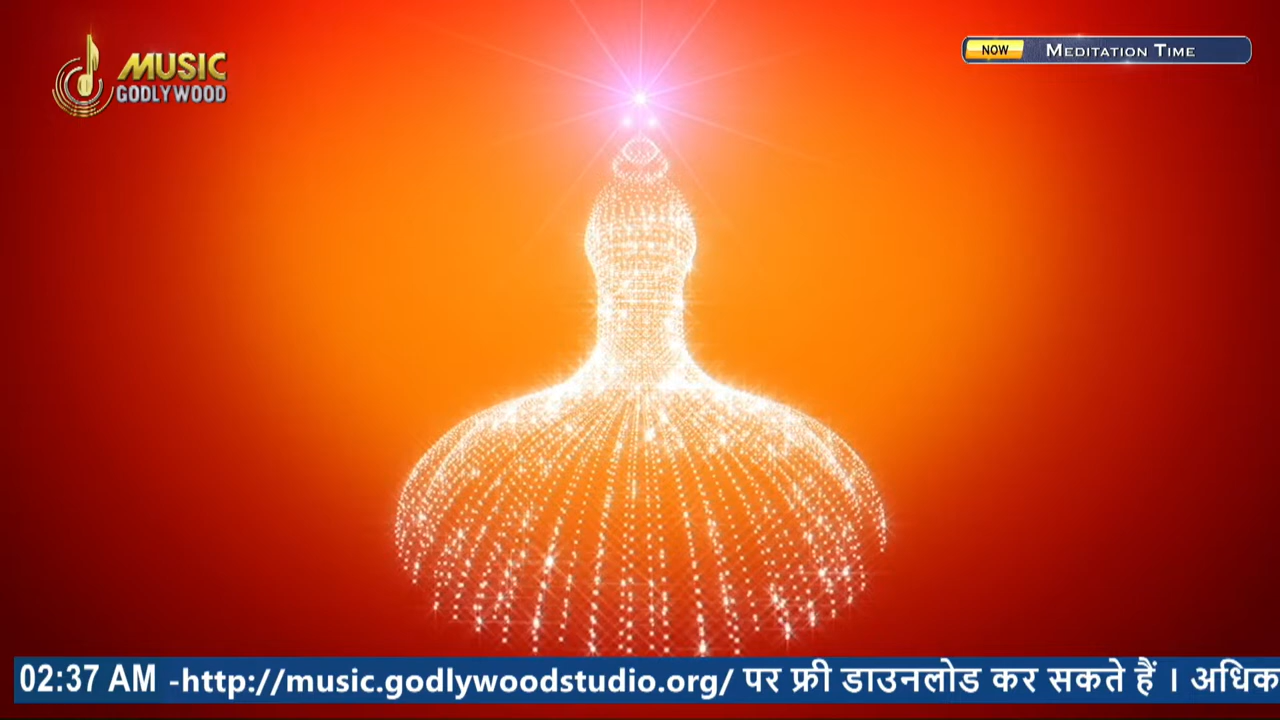 MUSIC
GODLYWOOD
NOW MEDITATION TIME
02:37 AM -http://music.godlywoodstudio.org/ पर फ्री डाउनलोड कर सकते हैं । अधिक